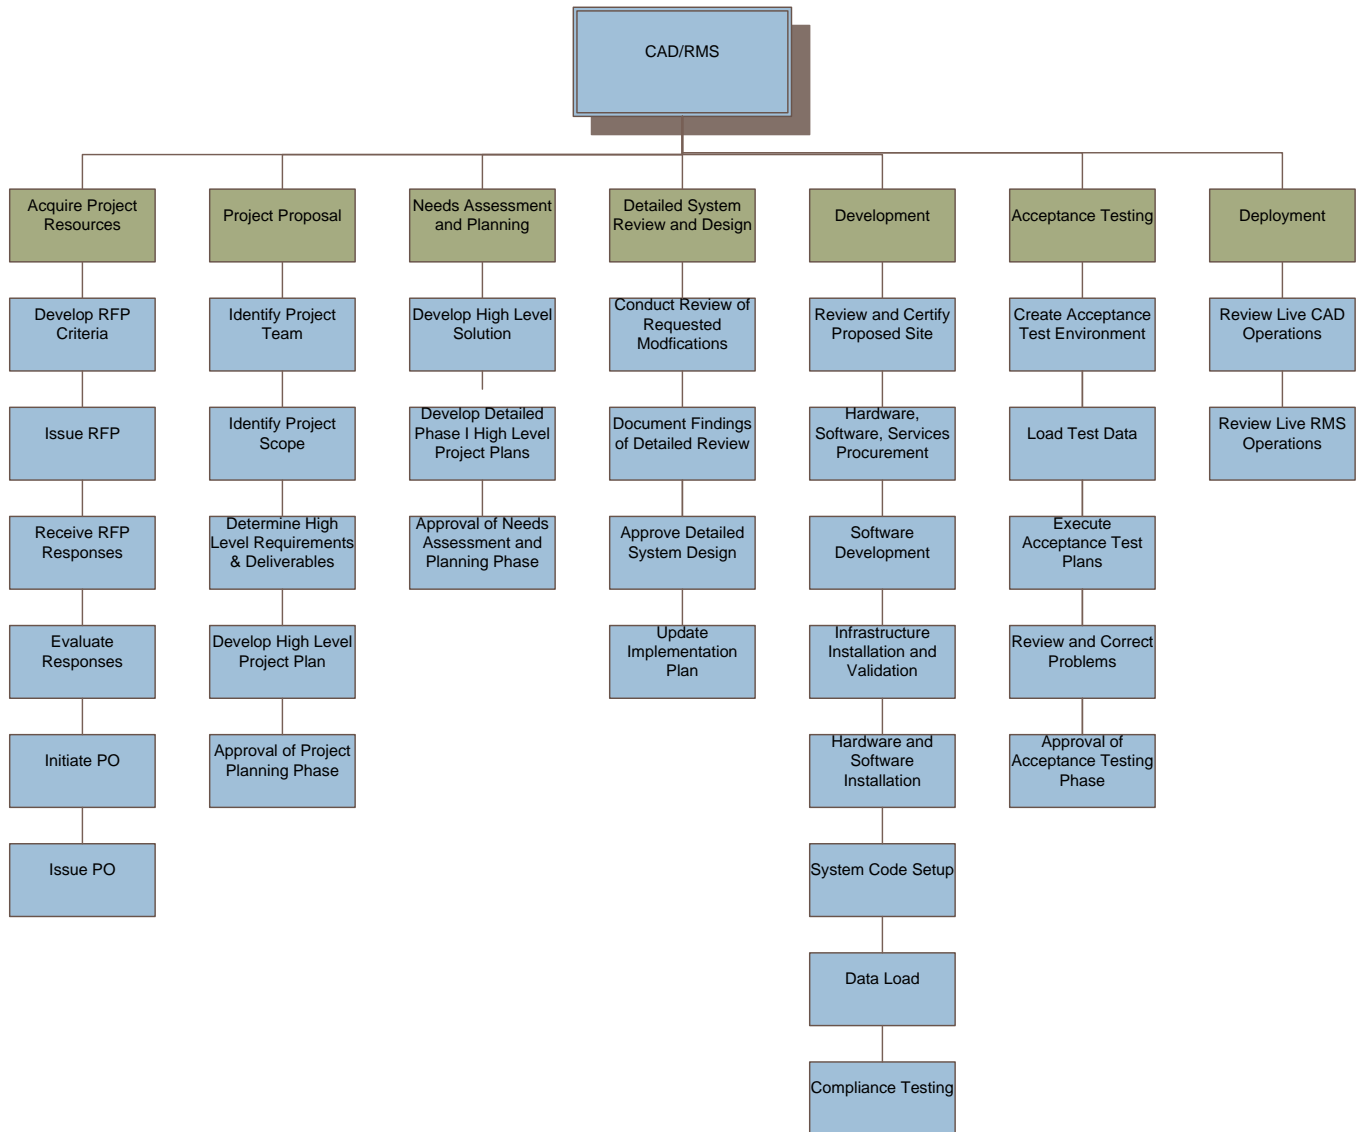 CAD/RMS
Acquire Project
Resources
Project Proposal
Needs Assessment
and Planning
Detailed System
Review and Design
Development
Acceptance Testing
Deployment
Develop RFP
Criteria
Identify Project
Team
Develop High Level
Solution
Conduct Review of
Requested
Modfications
Review and Certify
Proposed Site
Create Acceptance
Test Environment
Review Live CAD
Operations
Issue RFP
Identify Project
Scope
Develop Detailed
Phase I High Level
Project Plans
Document Findings
of Detailed Review
Hardware,
Software, Services
Procurement
Load Test Data
Review Live RMS
Operations
Receive RFP
Responses
Determine High
Level Requirements
& Deliverables
Approval of Needs
Assessment and
Planning Phase
Approve Detailed
System Design
Software
Development
Execute
Acceptance Test
Plans
Evaluate
Responses
Develop High Level
Project Plan
Update
Implementation
Plan
Infrastructure
Installation and
Validation
Review and Correct
Problems
Initiate PO
Approval of Project
Planning Phase
Hardware and
Software
Installation
Approval of
Acceptance Testing
Phase
Issue PO
System Code Setup
Data Load
Compliance Testing